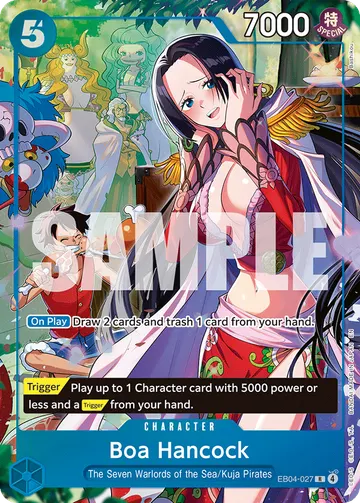 5
7000
特
SPECIAL
SAMPLE
On Play Draw 2 cards and trash 1 card from your hand.
Trigger Play up to 1 Character card with 5000 power or
less and a Trigger from your hand.
CHARACTER
Boa Hancock
The Seven Warlords of the Sea/Kuja Pirates
EB04-027 R 4